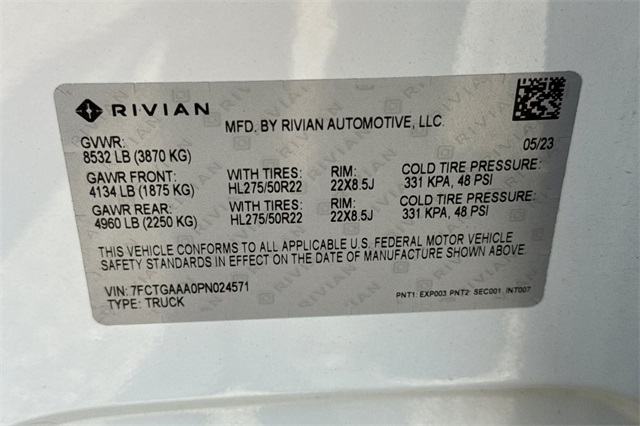 RIVIAN
MFD. BY RIVIAN AUTOMOTIVE, LLC.
GVWR: 05/23
8532 LB (3870 KG)
GAWR FRONT: WITH TIRES: RIM: COLD TIRE PRESSURE:
4134 LB (1875 KG) HL275/50R22 22X8.5J 331 KPA, 48 PSI
GAWR REAR: WITH TIRES: RIM: COLD TIRE PRESSURE:
4960 LB (2250 KG) HL275/50R22 22X8.5J 331 KPA, 48 PSI
THIS VEHICLE CONFORMS TO ALL APPLICABLE U.S. FEDERAL MOTOR VEHICLE
SAFETY STANDARDS IN EFFECT ON THE DATE OF MANUFACTURE SHOWN ABOVE.
VIN: 7FCTGAAA0PN024571
TYPE: TRUCK PNT1: EXP003 PNT2: SEC001 INT007